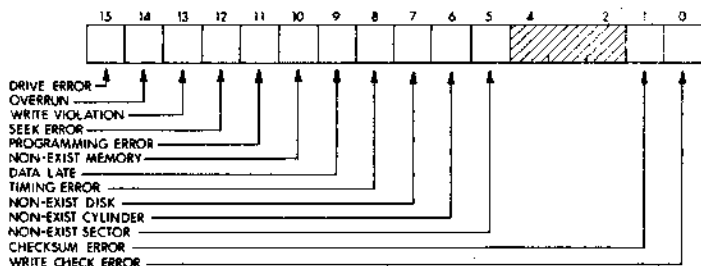 15 14 13 12 11 10 9 8 7 6 5 4 2 1 0
DRIVE ERROR
OVERRUN
WRITE VIOLATION
SEEK ERROR
PROGRAMMING ERROR
NON-EXIST MEMORY
DATA LATE
TIMING ERROR
NON-EXIST DISK
NON-EXIST CYLINDER
NON-EXIST SECTOR
CHECKSUM ERROR
WRITE CHECK ERROR